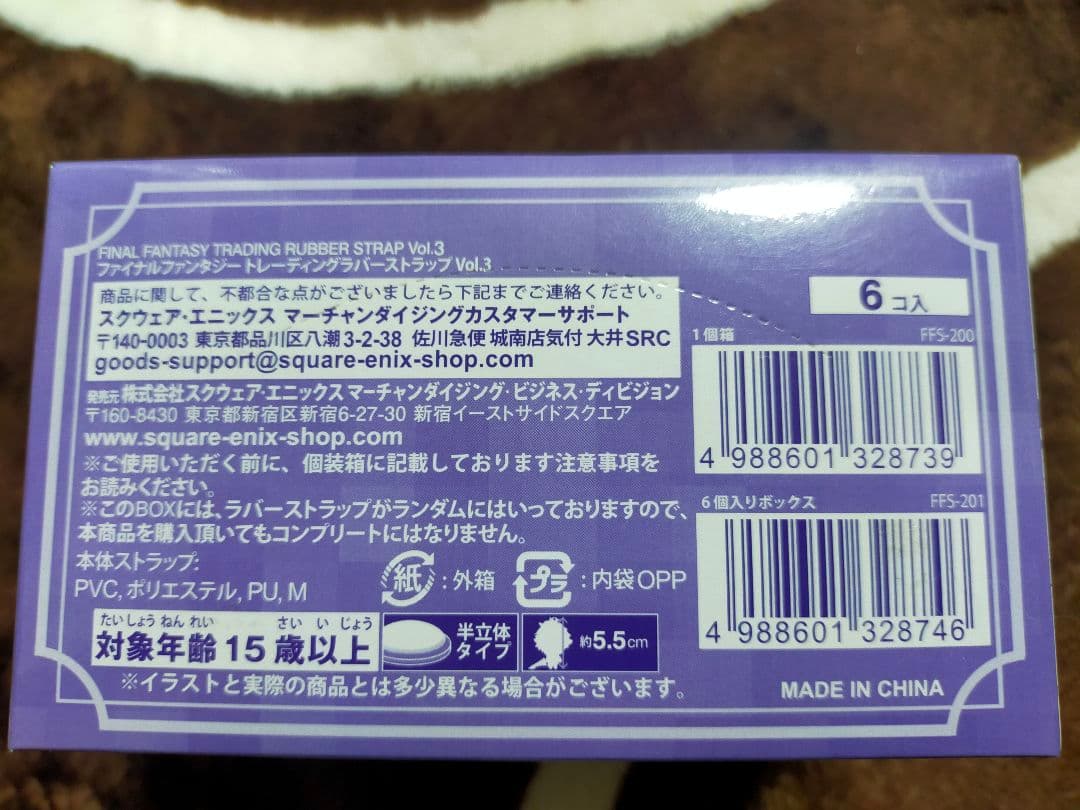 FINAL FANTASY TRADING RUBBER STRAP Vol.3
ファイナルファンタジー トレーディングラバーストラップ Vol.3
商品に関して、不都合な点がございましたら下記までご連絡ください。
スクウェア・エニックス マーチャンダイジングカスタマーサポート
〒140-0003 東京都品川区八潮3-2-38 佐川急便 城南店気付 大井SRC
goods-support@square-enix-shop.com
発売元 株式会社スクウェア・エニックス マーチャンダイジング・ビジネス・ディビジョン
〒160-8430 東京都新宿区新宿6-27-30 新宿イーストサイドスクエア
www.square-enix-shop.com
※ご使用いただく前に、個装箱に記載しております注意事項を
お読みください。
※このBOXには、ラバーストラップがランダムにはいっておりますので、
本商品を購入頂いてもコンプリートにはなりません。
本体ストラップ:
PVC, ポリエステル, PU, M
紙 : 外箱 プラ : 内袋OPP
たいしょうねんれい さいいじょう
対象年齢 15 歳以上
半立体
タイプ
約5.5cm
※イラストと実際の商品とは多少異なる場合がございます。
6 コ入
1個箱 FFS-200
4 988601 328739
6個入りボックス FFS-201
4 988601 328746
MADE IN CHINA